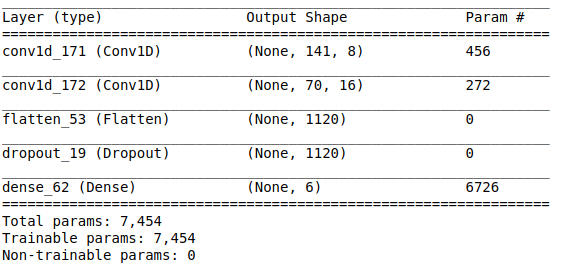 Layer (type) Output Shape Param #
conv1d_171 (Conv1D) (None, 141, 8) 456
conv1d_172 (Conv1D) (None, 70, 16) 272
flatten_53 (Flatten) (None, 1120) 0
dropout_19 (Dropout) (None, 1120) 0
dense_62 (Dense) (None, 6) 6726
Total params: 7,454
Trainable params: 7,454
Non-trainable params: 0